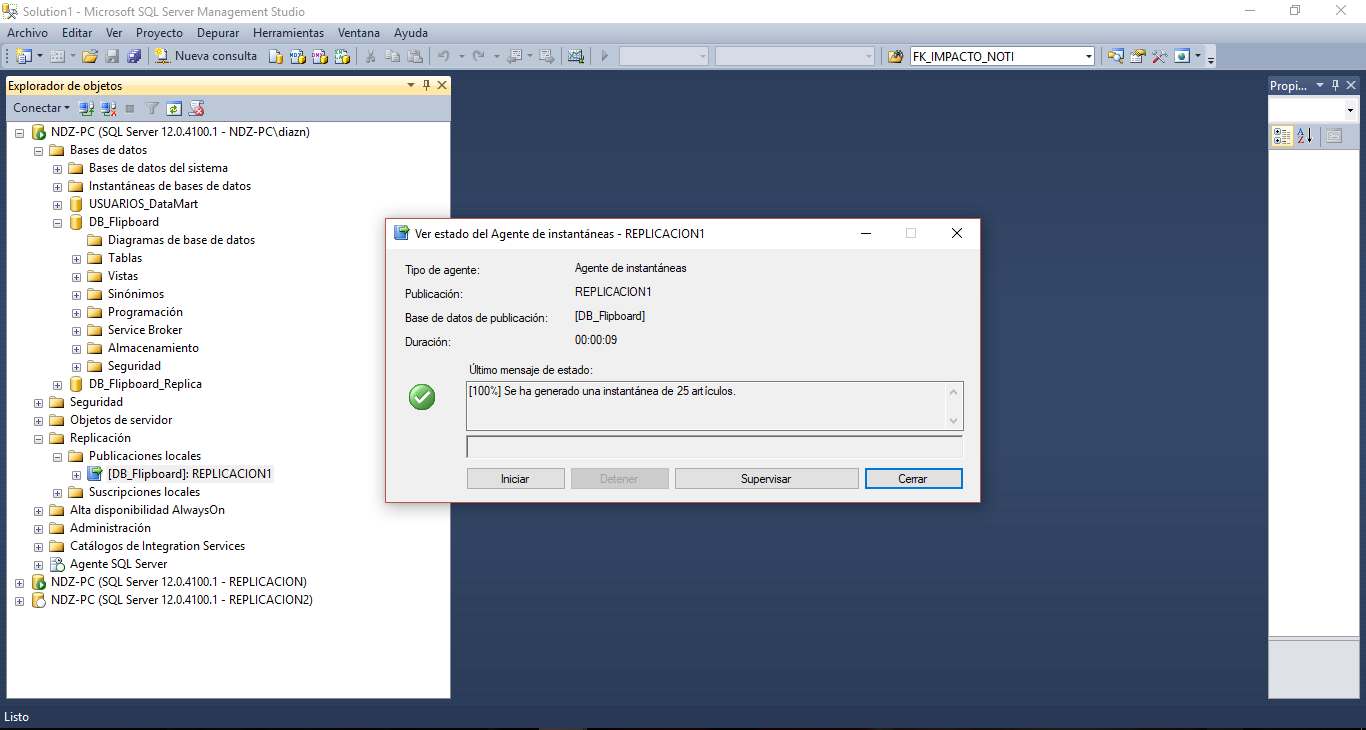 Solution1 - Microsoft SQL Server Management Studio
Archivo Editar Ver Proyecto Depurar Herramientas Ventana Ayuda
Nueva consulta
FK_IMPACTO_NOTI
Explorador de objetos
Conectar
NDZ-PC (SQL Server 12.0.4100.1 - NDZ-PC\diazn)
Bases de datos
Bases de datos del sistema
Instantáneas de bases de datos
USUARIOS_DataMart
DB_Flipboard
Diagramas de base de datos
Tablas
Vistas
Sinónimos
Programación
Service Broker
Almacenamiento
Seguridad
DB_Flipboard_Replica
Seguridad
Objetos de servidor
Replicación
Publicaciones locales
[DB_Flipboard]: REPLICACION1
Suscripciones locales
Alta disponibilidad AlwaysOn
Administración
Catálogos de Integration Services
Agente SQL Server
NDZ-PC (SQL Server 12.0.4100.1 - REPLICACION)
NDZ-PC (SQL Server 12.0.4100.1 - REPLICACION2)
Ver estado del Agente de instantáneas - REPLICACION1
Tipo de agente: Agente de instantáneas
Publicación: REPLICACION1
Base de datos de publicación: [DB_Flipboard]
Duración: 00:00:09
Último mensaje de estado:
[100%] Se ha generado una instantánea de 25 artículos.
Iniciar Detener Supervisar Cerrar
Propi...
Listo